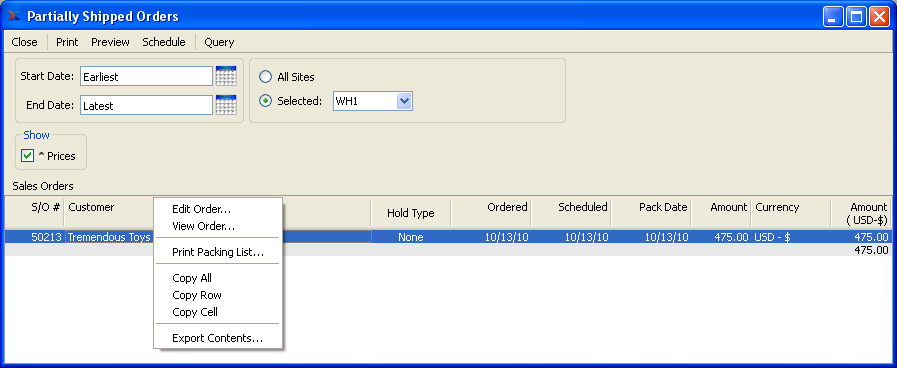 Partially Shipped Orders
Close Print Preview Schedule Query
Start Date: Earliest
End Date: Latest
All Sites
Selected: WH1
Show
^ Prices
Sales Orders
S/O # Customer Hold Type Ordered Scheduled Pack Date Amount Currency Amount ( USD-$)
50213 Tremendous Toys None 10/13/10 10/13/10 10/13/10 475.00 USD - $ 475.00
475.00
Edit Order...
View Order...
Print Packing List...
Copy All
Copy Row
Copy Cell
Export Contents...